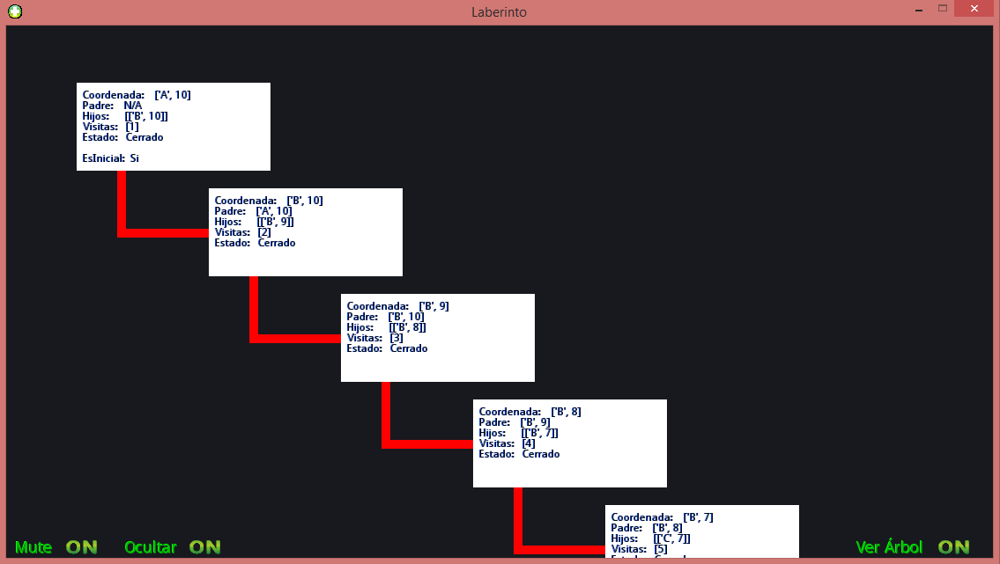 Laberinto
Coordenada: ['A', 10]
Padre: N/A
Hijos: [['B', 10]]
Visitas: [1]
Estado: Cerrado
EsInicial: Si
Coordenada: ['B', 10]
Padre: ['A', 10]
Hijos: [['B', 9]]
Visitas: [2]
Estado: Cerrado
Coordenada: ['B', 9]
Padre: ['B', 10]
Hijos: [['B', 8]]
Visitas: [3]
Estado: Cerrado
Coordenada: ['B', 8]
Padre: ['B', 9]
Hijos: [['B', 7]]
Visitas: [4]
Estado: Cerrado
Coordenada: ['B', 7]
Padre: ['B', 8]
Hijos: [['C', 7]]
Visitas: [5]
Estado: Cerrado
Mute ON Ocultar ON Ver Árbol ON